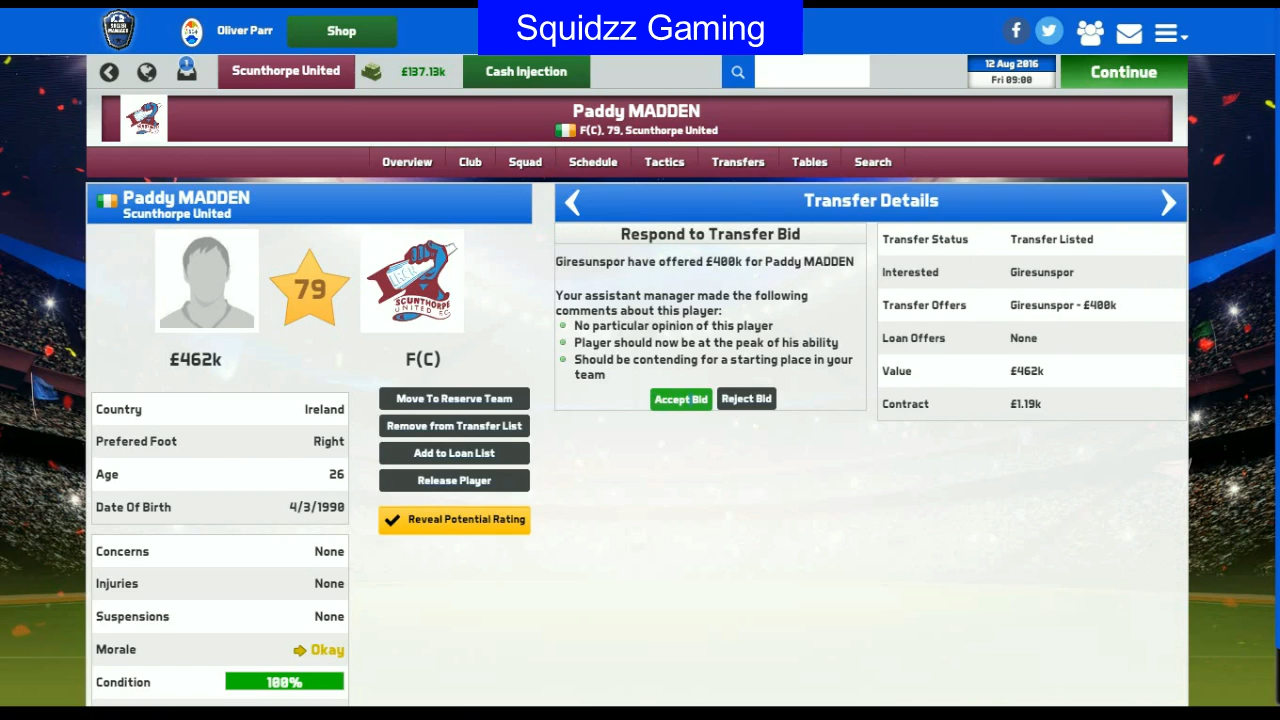 Squidzz Gaming
SOCCER MANAGER
Oliver Parr
Shop
f
1
Scunthorpe United
£137.13k
Cash Injection
12 Aug 2016
Fri 09:00
Continue
Paddy MADDEN
F(C), 79, Scunthorpe United
Overview Club Squad Schedule Tactics Transfers Tables Search
Paddy MADDEN
Scunthorpe United
79
IRON
SCUNTHORPE
UNITED FC
£462k
F(C)
Country Ireland
Prefered Foot Right
Age 26
Date Of Birth 4/3/1990
Concerns None
Injuries None
Suspensions None
Morale Okay
Condition 100%
Move To Reserve Team
Remove from Transfer List
Add to Loan List
Release Player
Reveal Potential Rating
Transfer Details
Respond to Transfer Bid
Giresunspor have offered £400k for Paddy MADDEN
Your assistant manager made the following
comments about this player:
No particular opinion of this player
Player should now be at the peak of his ability
Should be contending for a starting place in your
team
Accept Bid Reject Bid
Transfer Status Transfer Listed
Interested Giresunspor
Transfer Offers Giresunspor - £400k
Loan Offers None
Value £462k
Contract £1.19k